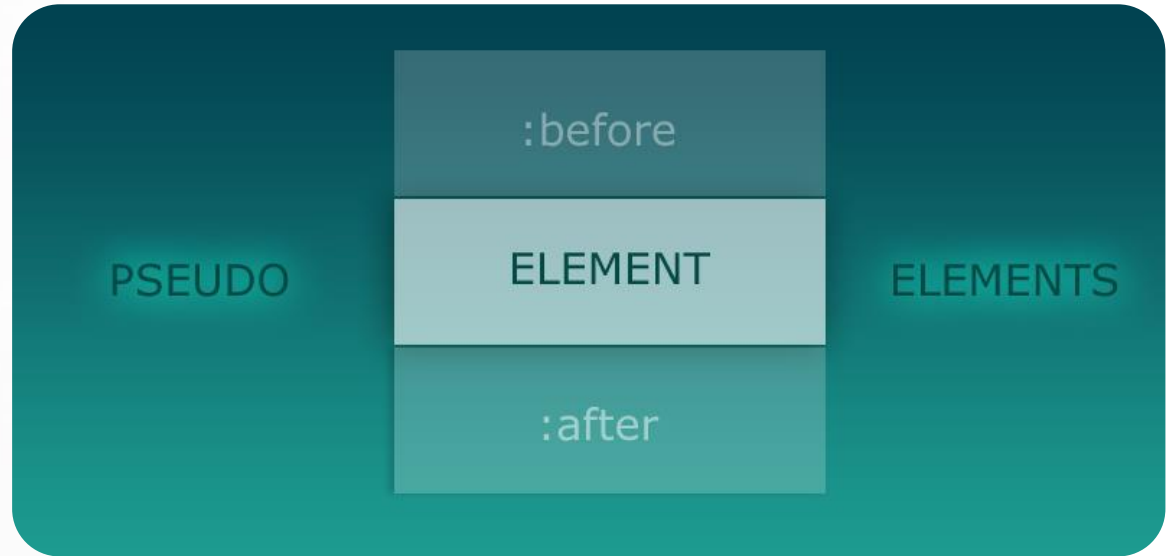 :before
PSEUDO
ELEMENT
ELEMENTS
:after